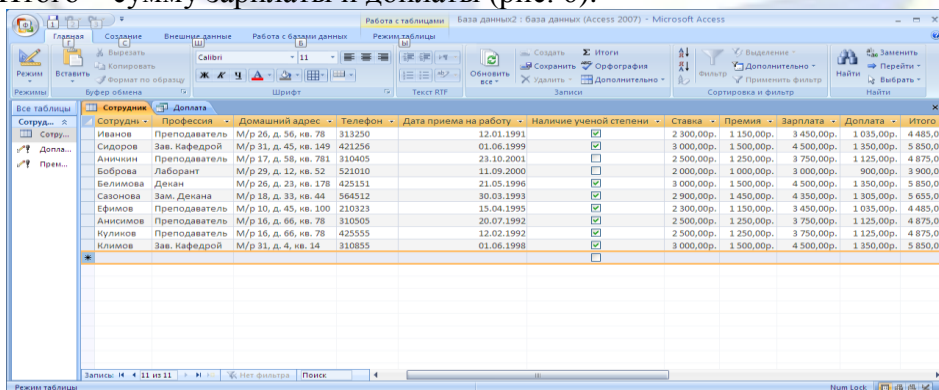 Итого – сумму зарплаты и доплаты (рис. 6).
Работа с таблицами База данных2 : база данных (Access 2007) - Microsoft Access
Главная Создание Внешние данные Работа с базами данных Режим таблицы
Режим
Режимы
Вставить
Вырезать
Копировать
Формат по образцу
Буфер обмена
Calibri 11
Ж К Ч
Шрифт
Текст RTF
Обновить все
Создать
Сохранить
Удалить
Итоги
Орфография
Дополнительно
Записи
Фильтр
Выделение
Дополнительно
Применить фильтр
Сортировка и фильтр
Найти
Заменить
Перейти
Выбрать
Найти
Все таблицы
Сотруд...
Сотру...
Допла...
Прем...
Сотрудник Доплата
Сотрудни Профессия Домашний адрес Телефон Дата приема на работу Наличие ученой степени Ставка Премия Зарплата Доплата Итого
Иванов Преподаватель М/р 26, д. 56, кв. 78 313250 12.01.1991 2 300,00р. 1 150,00р. 3 450,00р. 1 035,00р. 4 485,0
Сидоров Зав. Кафедрой М/р 31, д. 45, кв. 149 421256 01.06.1999 3 000,00р. 1 500,00р. 4 500,00р. 1 350,00р. 5 850,0
Аничкин Преподаватель М/р 17, д. 58, кв. 781 310405 23.10.2001 2 500,00р. 1 250,00р. 3 750,00р. 1 125,00р. 4 875,0
Боброва Лаборант М/р 29, д. 12, кв. 52 521010 11.09.2000 2 000,00р. 1 000,00р. 3 000,00р. 900,00р. 3 900,0
Белимова Декан М/р 26, д. 23, кв. 178 425151 21.05.1996 3 000,00р. 1 500,00р. 4 500,00р. 1 350,00р. 5 850,0
Сазонова Зам. Декана М/р 18, д. 33, кв. 44 564512 30.03.1993 2 900,00р. 1 450,00р. 4 350,00р. 1 305,00р. 5 655,0
Ефимов Преподаватель М/р 10, д. 45, кв. 100 210323 15.04.1995 2 300,00р. 1 150,00р. 3 450,00р. 1 035,00р. 4 485,0
Анисимов Преподаватель М/р 16, д. 66, кв. 78 310505 20.07.1992 2 500,00р. 1 250,00р. 3 750,00р. 1 125,00р. 4 875,0
Куликов Преподаватель М/р 16, д. 66, кв. 78 425555 12.02.1992 2 500,00р. 1 250,00р. 3 750,00р. 1 125,00р. 4 875,0
Климов Зав. Кафедрой М/р 31, д. 4, кв. 14 310855 01.06.1998 3 000,00р. 1 500,00р. 4 500,00р. 1 350,00р. 5 850,0
Запись: 11 из 11 Нет фильтра Поиск
Режим таблицы Num Lock